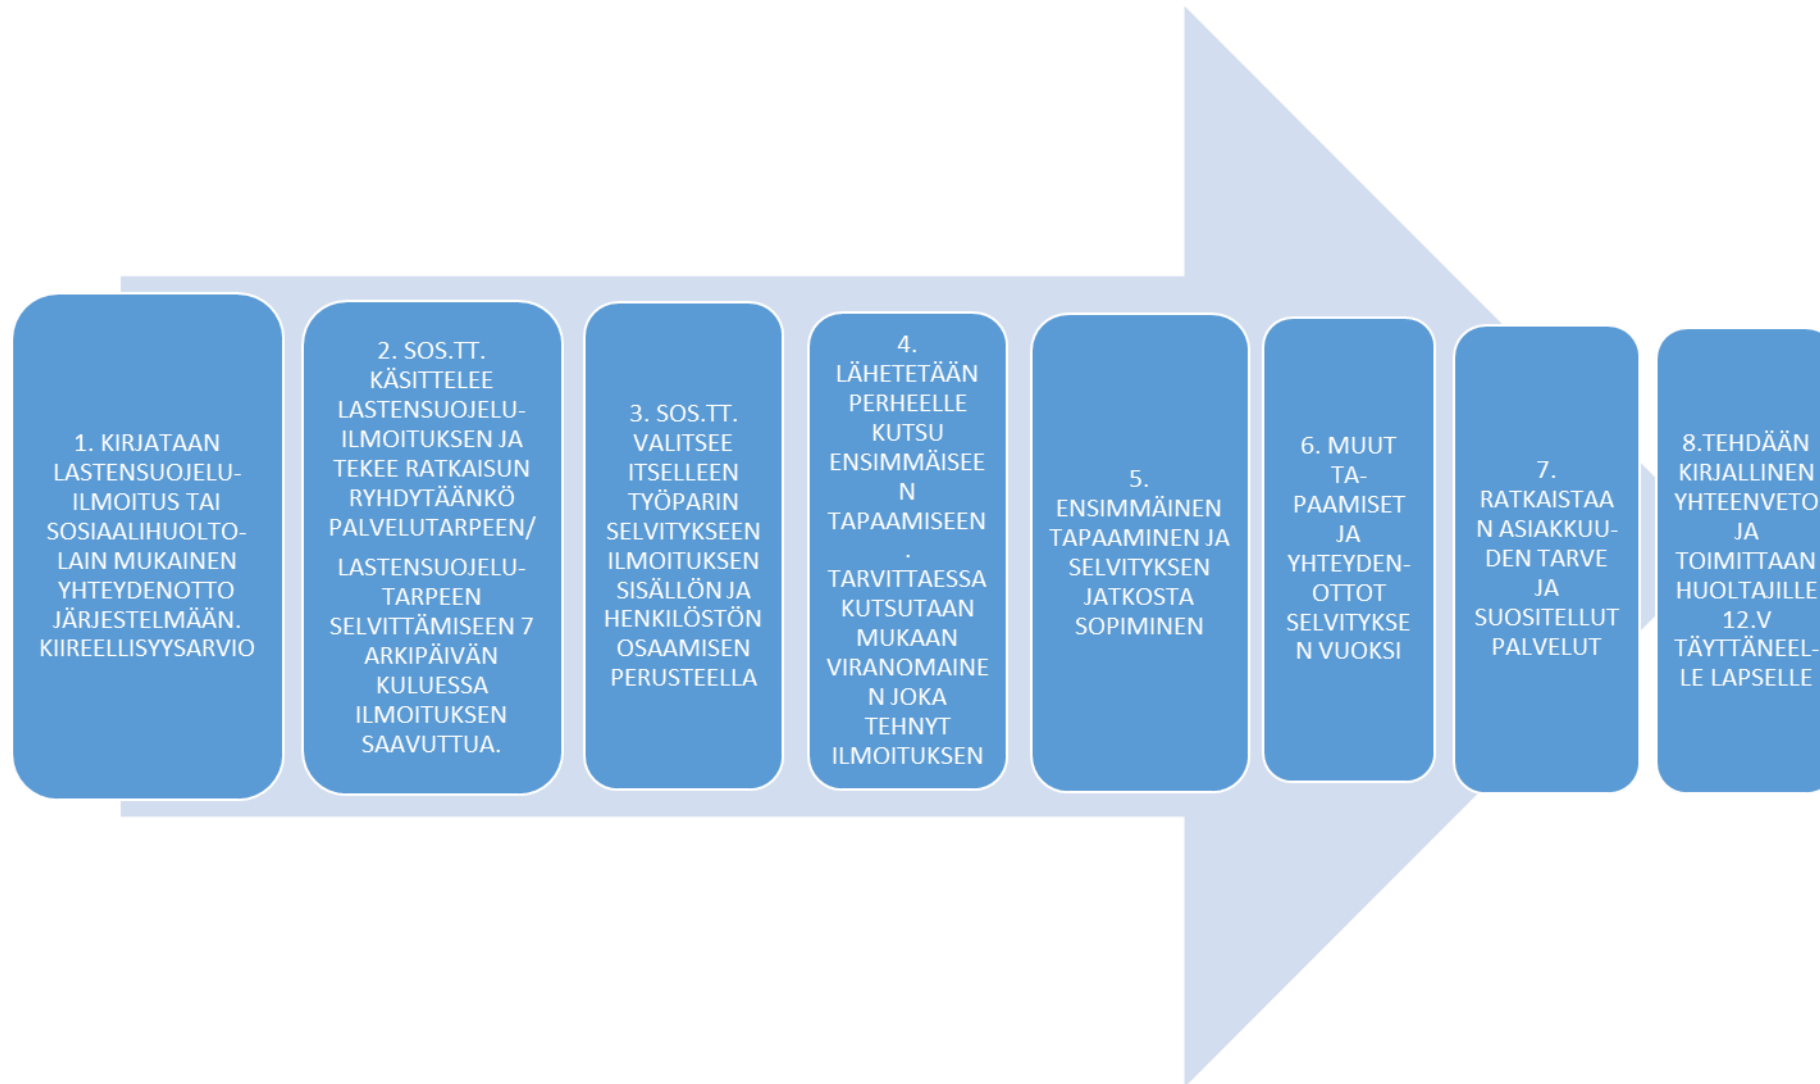 1. KIRJATAAN
LASTENSUOJELU-
ILMOITUS TAI
SOSIAALIHUOLTO-
LAIN MUKAINEN
YHTEYDENOTTO
JÄRJESTELMÄÄN.
KIIREELLISYYSARVIO
2. SOS.TT.
KÄSITTELEE
LASTENSUOJELU-
ILMOITUKSEN JA
TEKEE RATKAISUN
RYHDYTÄÄNKÖ
PALVELUTARPEEN/
LASTENSUOJELU-
TARPEEN
SELVITTÄMISEEN 7
ARKIPÄIVÄN
KULUESSA
ILMOITUKSEN
SAAVUTTUA.
3. SOS.TT.
VALITSEE
ITSELLEEN
TYÖPARIN
SELVITYKSEEN
ILMOITUKSEN
SISÄLLÖN JA
HENKILÖSTÖN
OSAAMISEN
PERUSTEELLA
4.
LÄHETETÄÄN
PERHEELLE
KUTSU
ENSIMMÄISEE
N
TAPAAMISEEN
.
TARVITTAESSA
KUTSUTAAN
MUKAAN
VIRANOMAINE
N JOKA
TEHNYT
ILMOITUKSEN
5.
ENSIMMÄINEN
TAPAAMINEN JA
SELVITYKSEN
JATKOSTA
SOPIMINEN
6. MUUT
TA-
PAAMISET
JA
YHTEYDEN-
OTTOT
SELVITYKSE
N VUOKSI
7.
RATKAISTAA
N ASIAKKUU-
DEN TARVE
JA
SUOSITELLUT
PALVELUT
8.TEHDÄÄN
KIRJALLINEN
YHTEENVETO
JA
TOIMITTAAN
HUOLTAJILLE
12.V
TÄYTTÄNEEL-
LE LAPSELLE